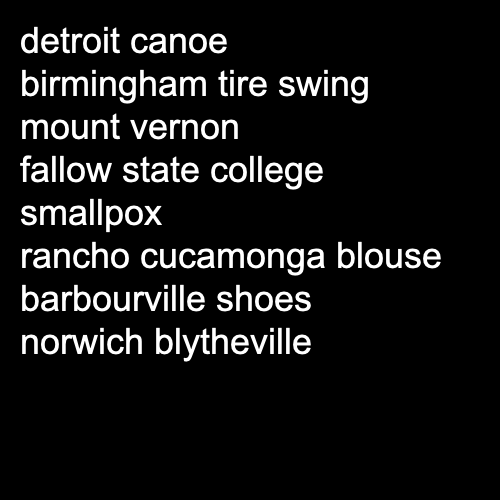 detroit canoe
birmingham tire swing
mount vernon
fallow state college
smallpox
rancho cucamonga blouse
barbourville shoes
norwich blytheville